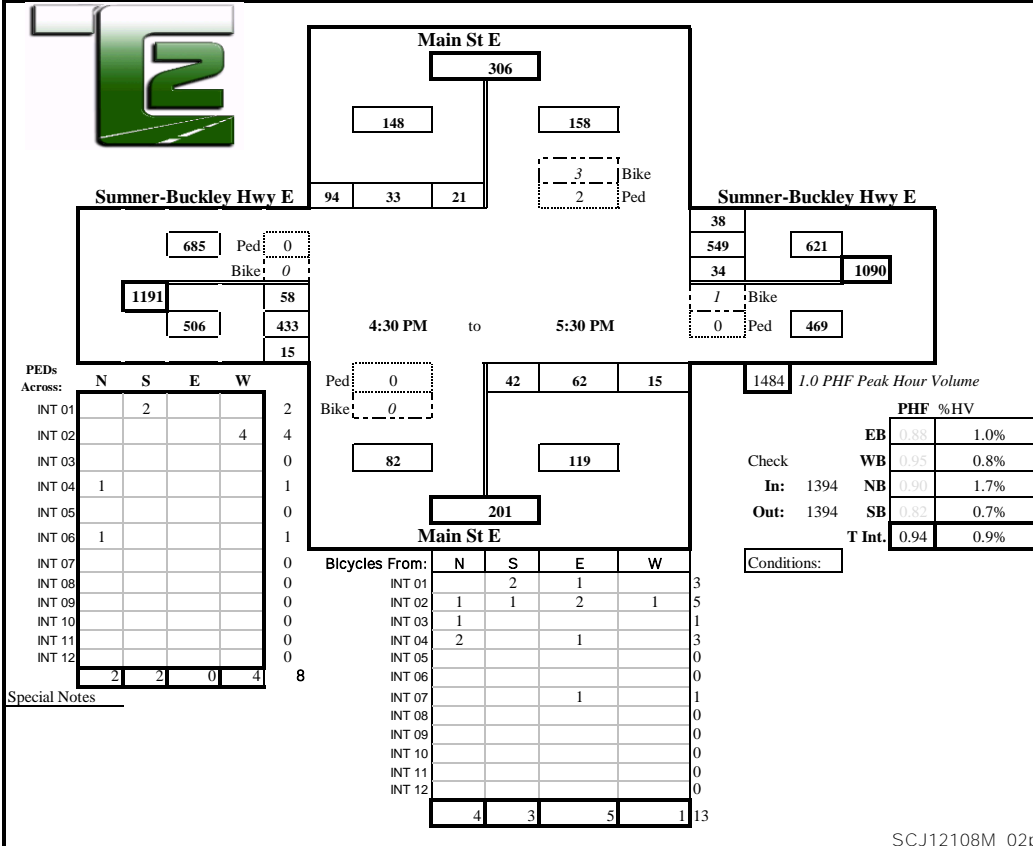 TC2
Main St E
306
148 158
3 Bike
2 Ped
Sumner-Buckley Hwy E
94 33 21
Sumner-Buckley Hwy E
38
685 Ped 0
549 621
Bike 0
34 1090
1191 58
1 Bike
506 433
4:30 PM to 5:30 PM
0 Ped 469
15
PEDs
Across: N S E W
INT 01 2 2
INT 02 4 4
INT 03 0
INT 04 1 1
INT 05 0
INT 06 1 1
INT 07 0
INT 08 0
INT 09 0
INT 10 0
INT 11 0
INT 12 0
2 2 0 4 8
Special Notes
Ped 0
42 62 15
Bike 0
82 119
201
Main St E
1484 1.0 PHF Peak Hour Volume
PHF %HV
EB 0.88 1.0%
Check WB 0.95 0.8%
In: 1394 NB 0.90 1.7%
Out: 1394 SB 0.82 0.7%
T Int. 0.94 0.9%
Conditions:
Bicycles From: N S E W
INT 01 2 1 3
INT 02 1 1 2 1 5
INT 03 1 1
INT 04 2 1 3
INT 05 0
INT 06 0
INT 07 1 1
INT 08 0
INT 09 0
INT 10 0
INT 11 0
INT 12 0
4 3 5 1 13